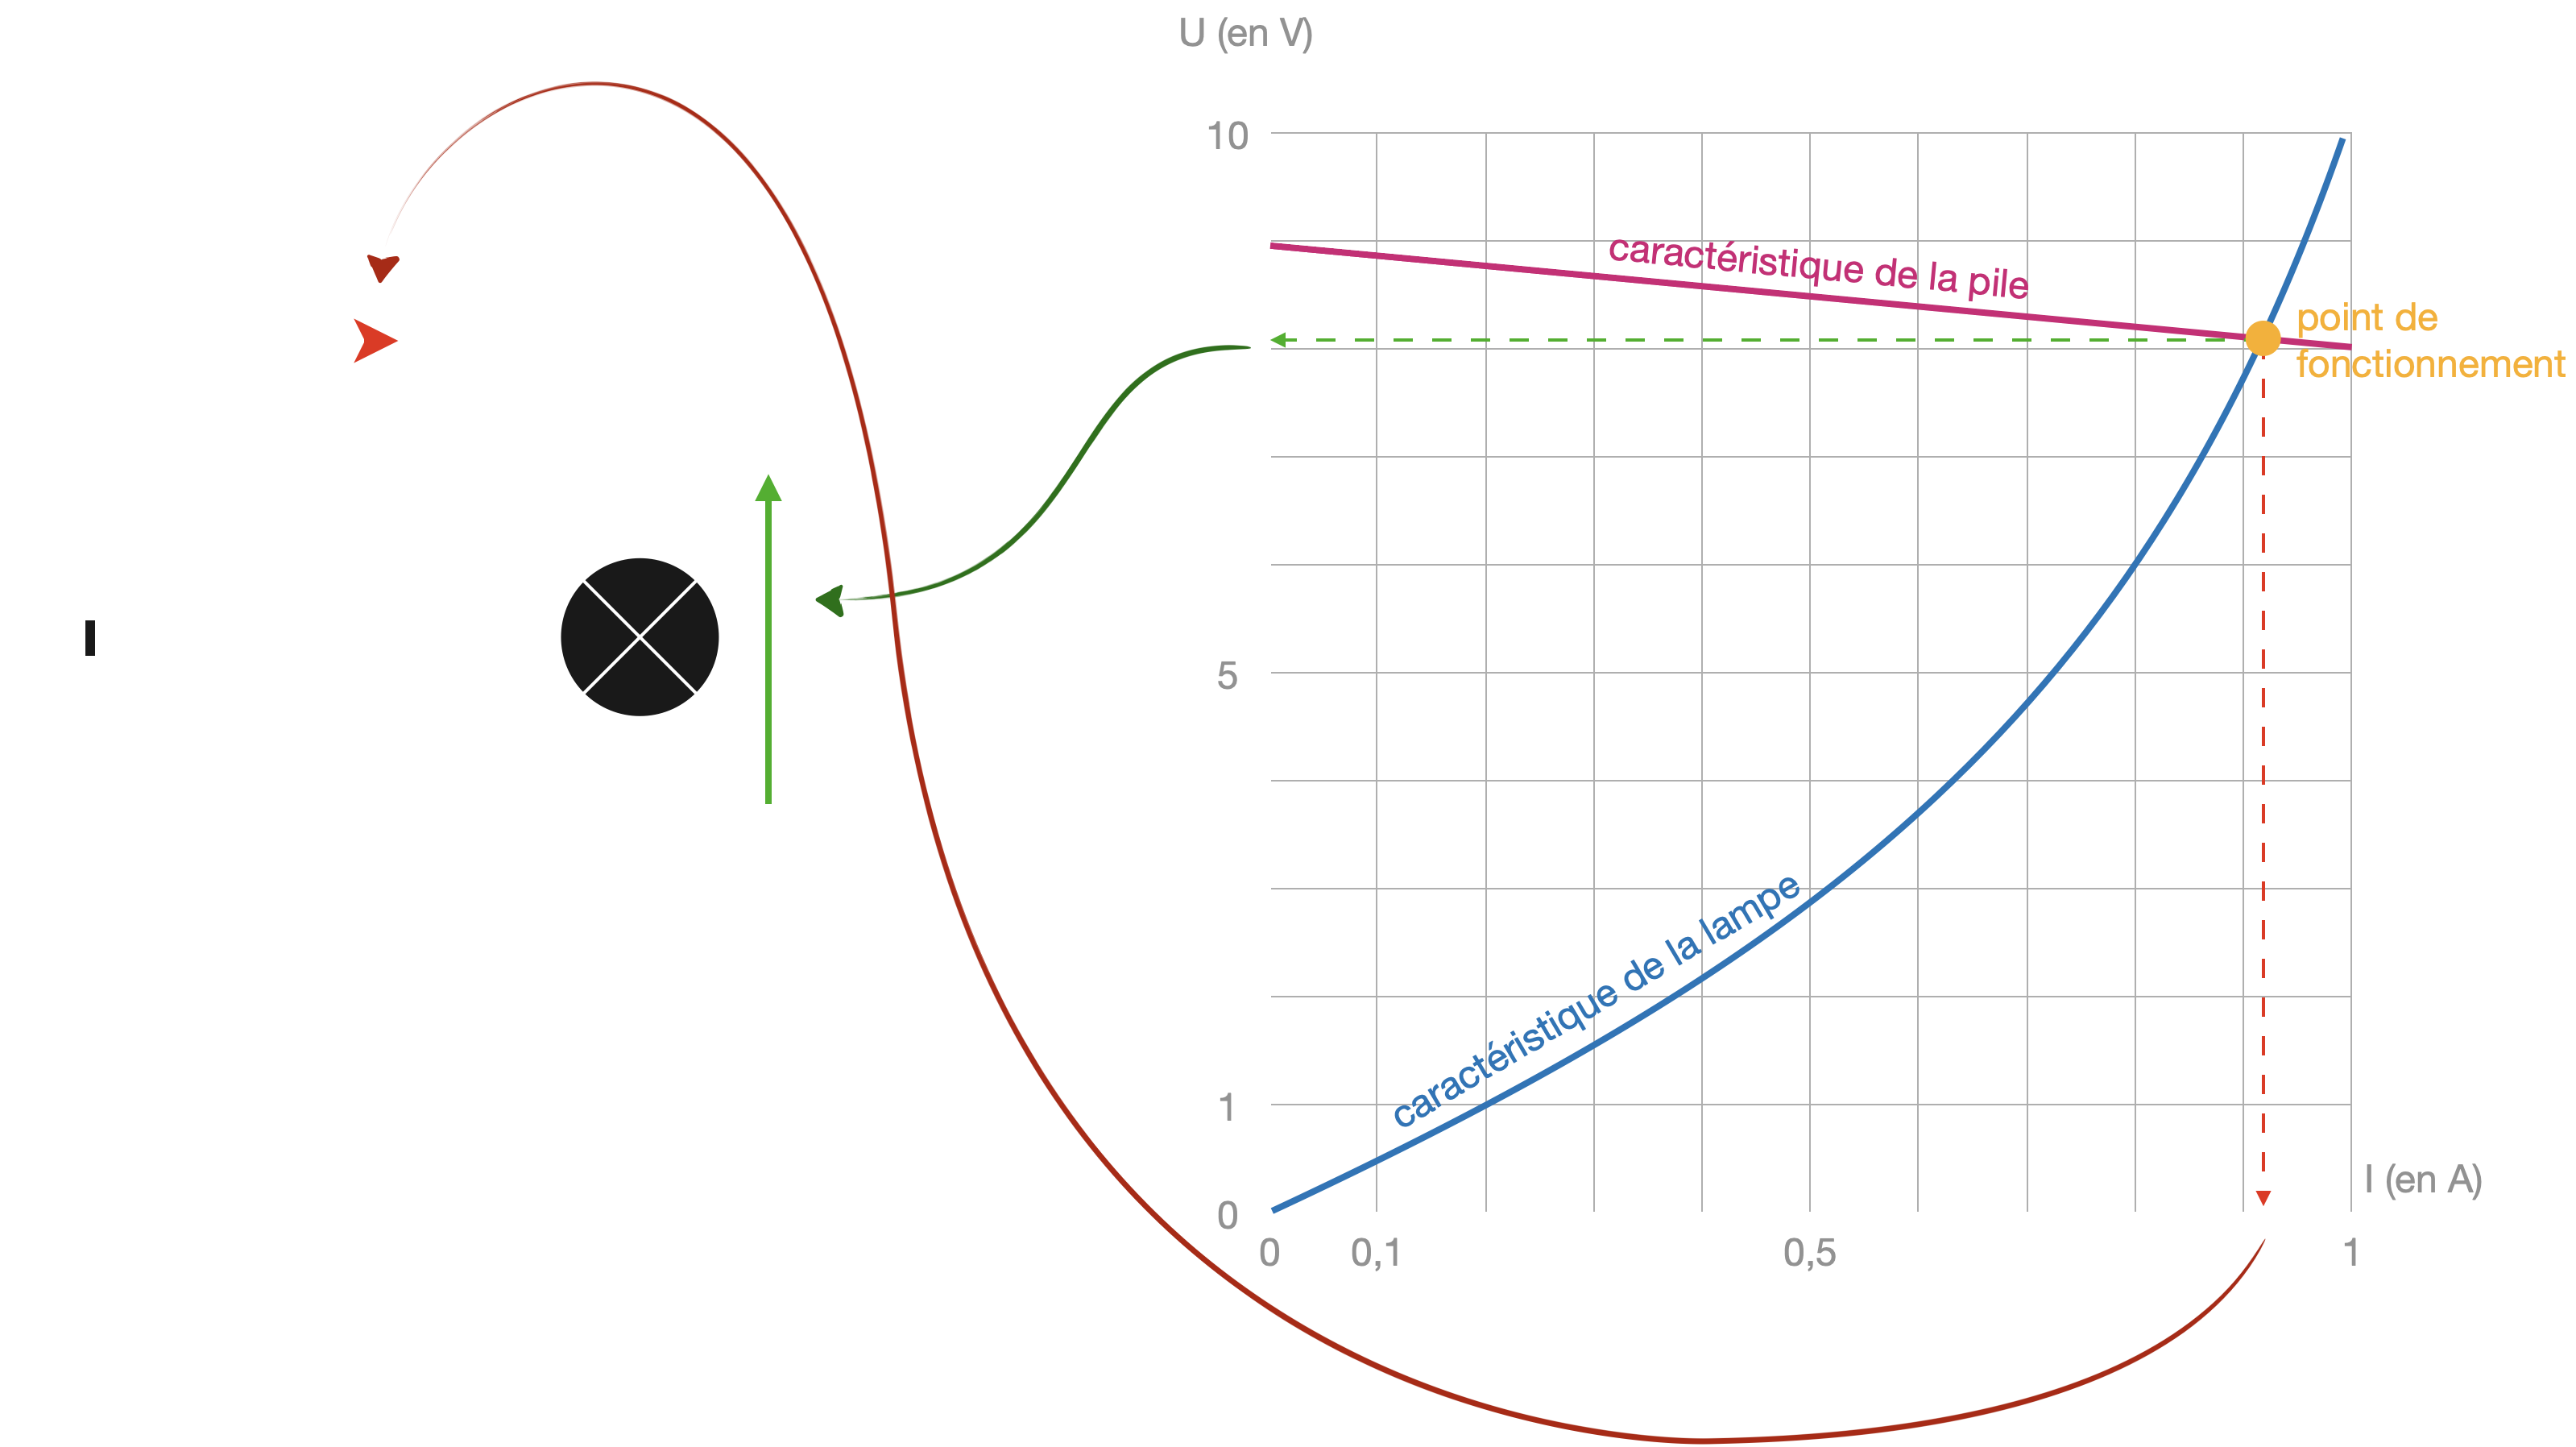 U (en V)
10
caractéristique de la pile
point de
fonctionnement
5
caractéristique de la lampe
1
I (en A)
0
0
0,1
0,5
1